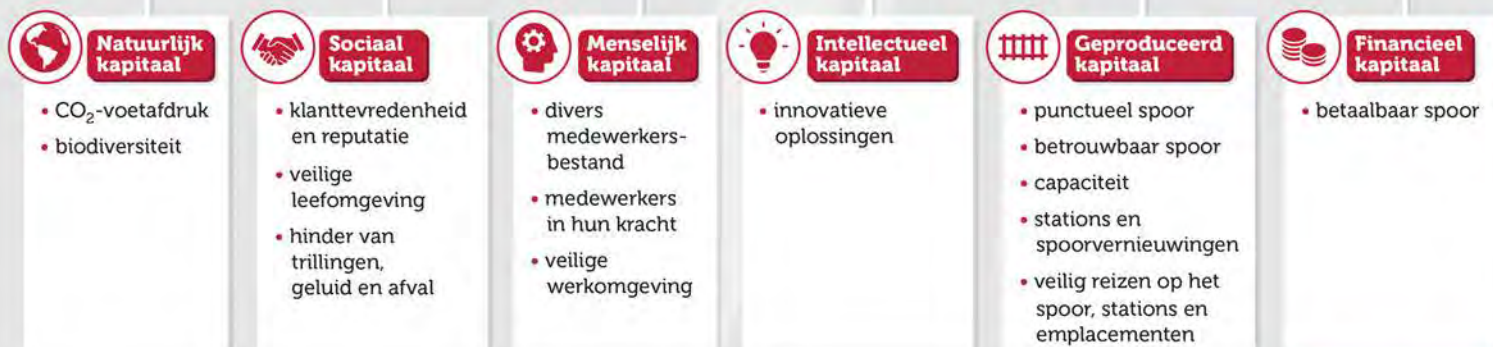 Natuurlijk
kapitaal
• CO₂-voetafdruk
• biodiversiteit
Sociaal
kapitaal
• klanttevredenheid
en reputatie
• veilige
leefomgeving
• hinder van
trillingen,
geluid en afval
Menselijk
kapitaal
• divers
medewerkers-
bestand
• medewerkers
in hun kracht
• veilige
werkomgeving
Intellectueel
kapitaal
• innovatieve
oplossingen
Geproduceerd
kapitaal
• punctueel spoor
• betrouwbaar spoor
• capaciteit
• stations en
spoorvernieuwingen
• veilig reizen op het
spoor, stations en
emplacementen
Financieel
kapitaal
• betaalbaar spoor